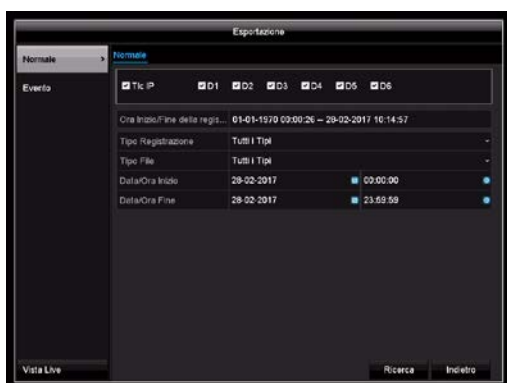 Esportazione
Normale >
Evento
Normale
Tlc IP D1 D2 D3 D4 D5 D6
Ora Inizio/Fine della regis... 01-01-1970 00:00:26 -- 28-02-2017 16:14:57
Tipo Registrazione Tutti i Tipi
Tipo File Tutti i Tipi
Data/Ora Inizio 28-02-2017 00:00:00
Data/Ora Fine 28-02-2017 23:59:59
Vista Live Ricerca Indietro